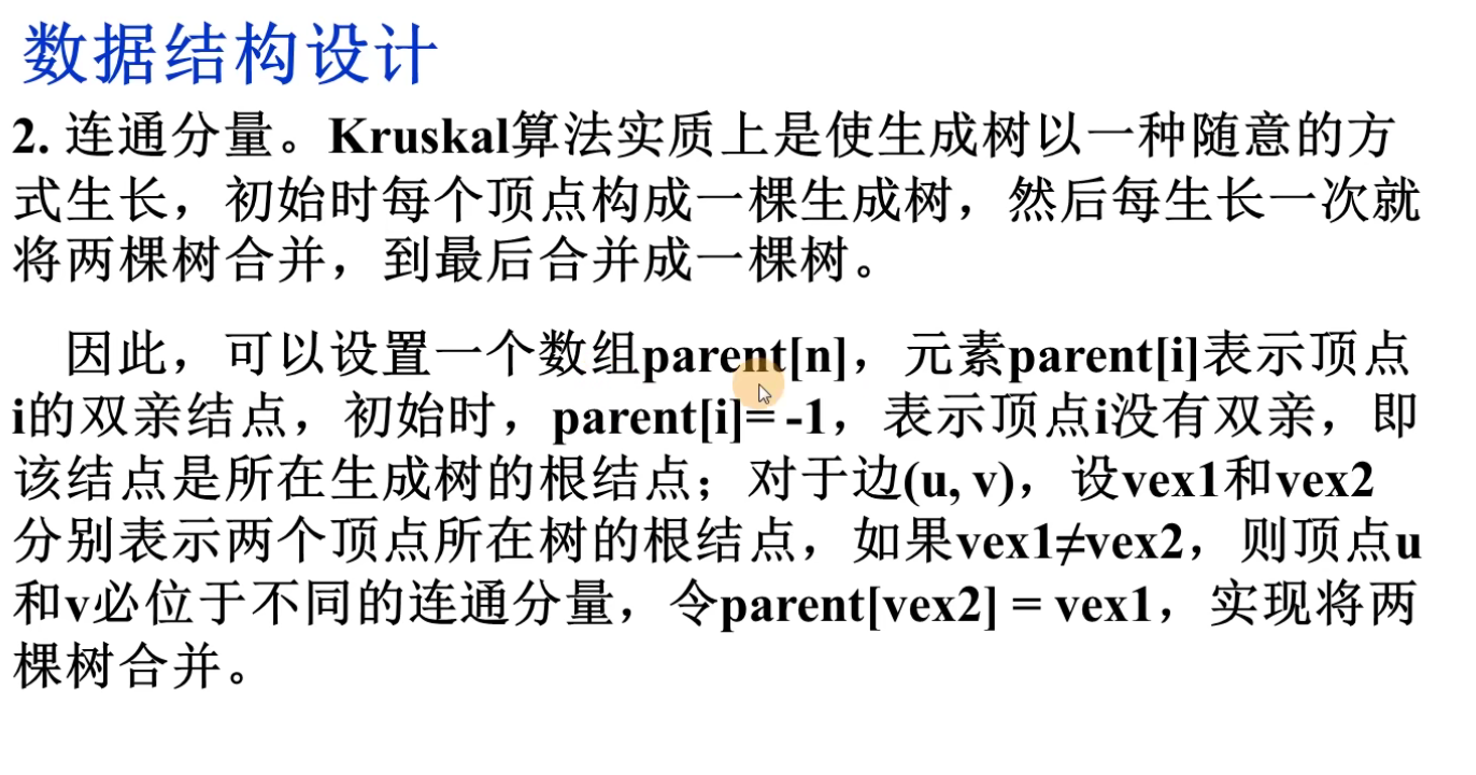 数据结构设计
2. 连通分量。Kruskal算法实质上是使生成树以一种随意的方
式生长，初始时每个顶点构成一棵生成树，然后每生长一次就
将两棵树合并，到最后合并成一棵树。
因此，可以设置一个数组parent[n]，元素parent[i]表示顶点
i的双亲结点，初始时，parent[i]= -1，表示顶点i没有双亲，即
该结点是所在生成树的根结点；对于边(u, v)，设vex1和vex2
分别表示两个顶点所在树的根结点，如果vex1≠vex2，则顶点u
和v必位于不同的连通分量，令parent[vex2] = vex1，实现将两
棵树合并。